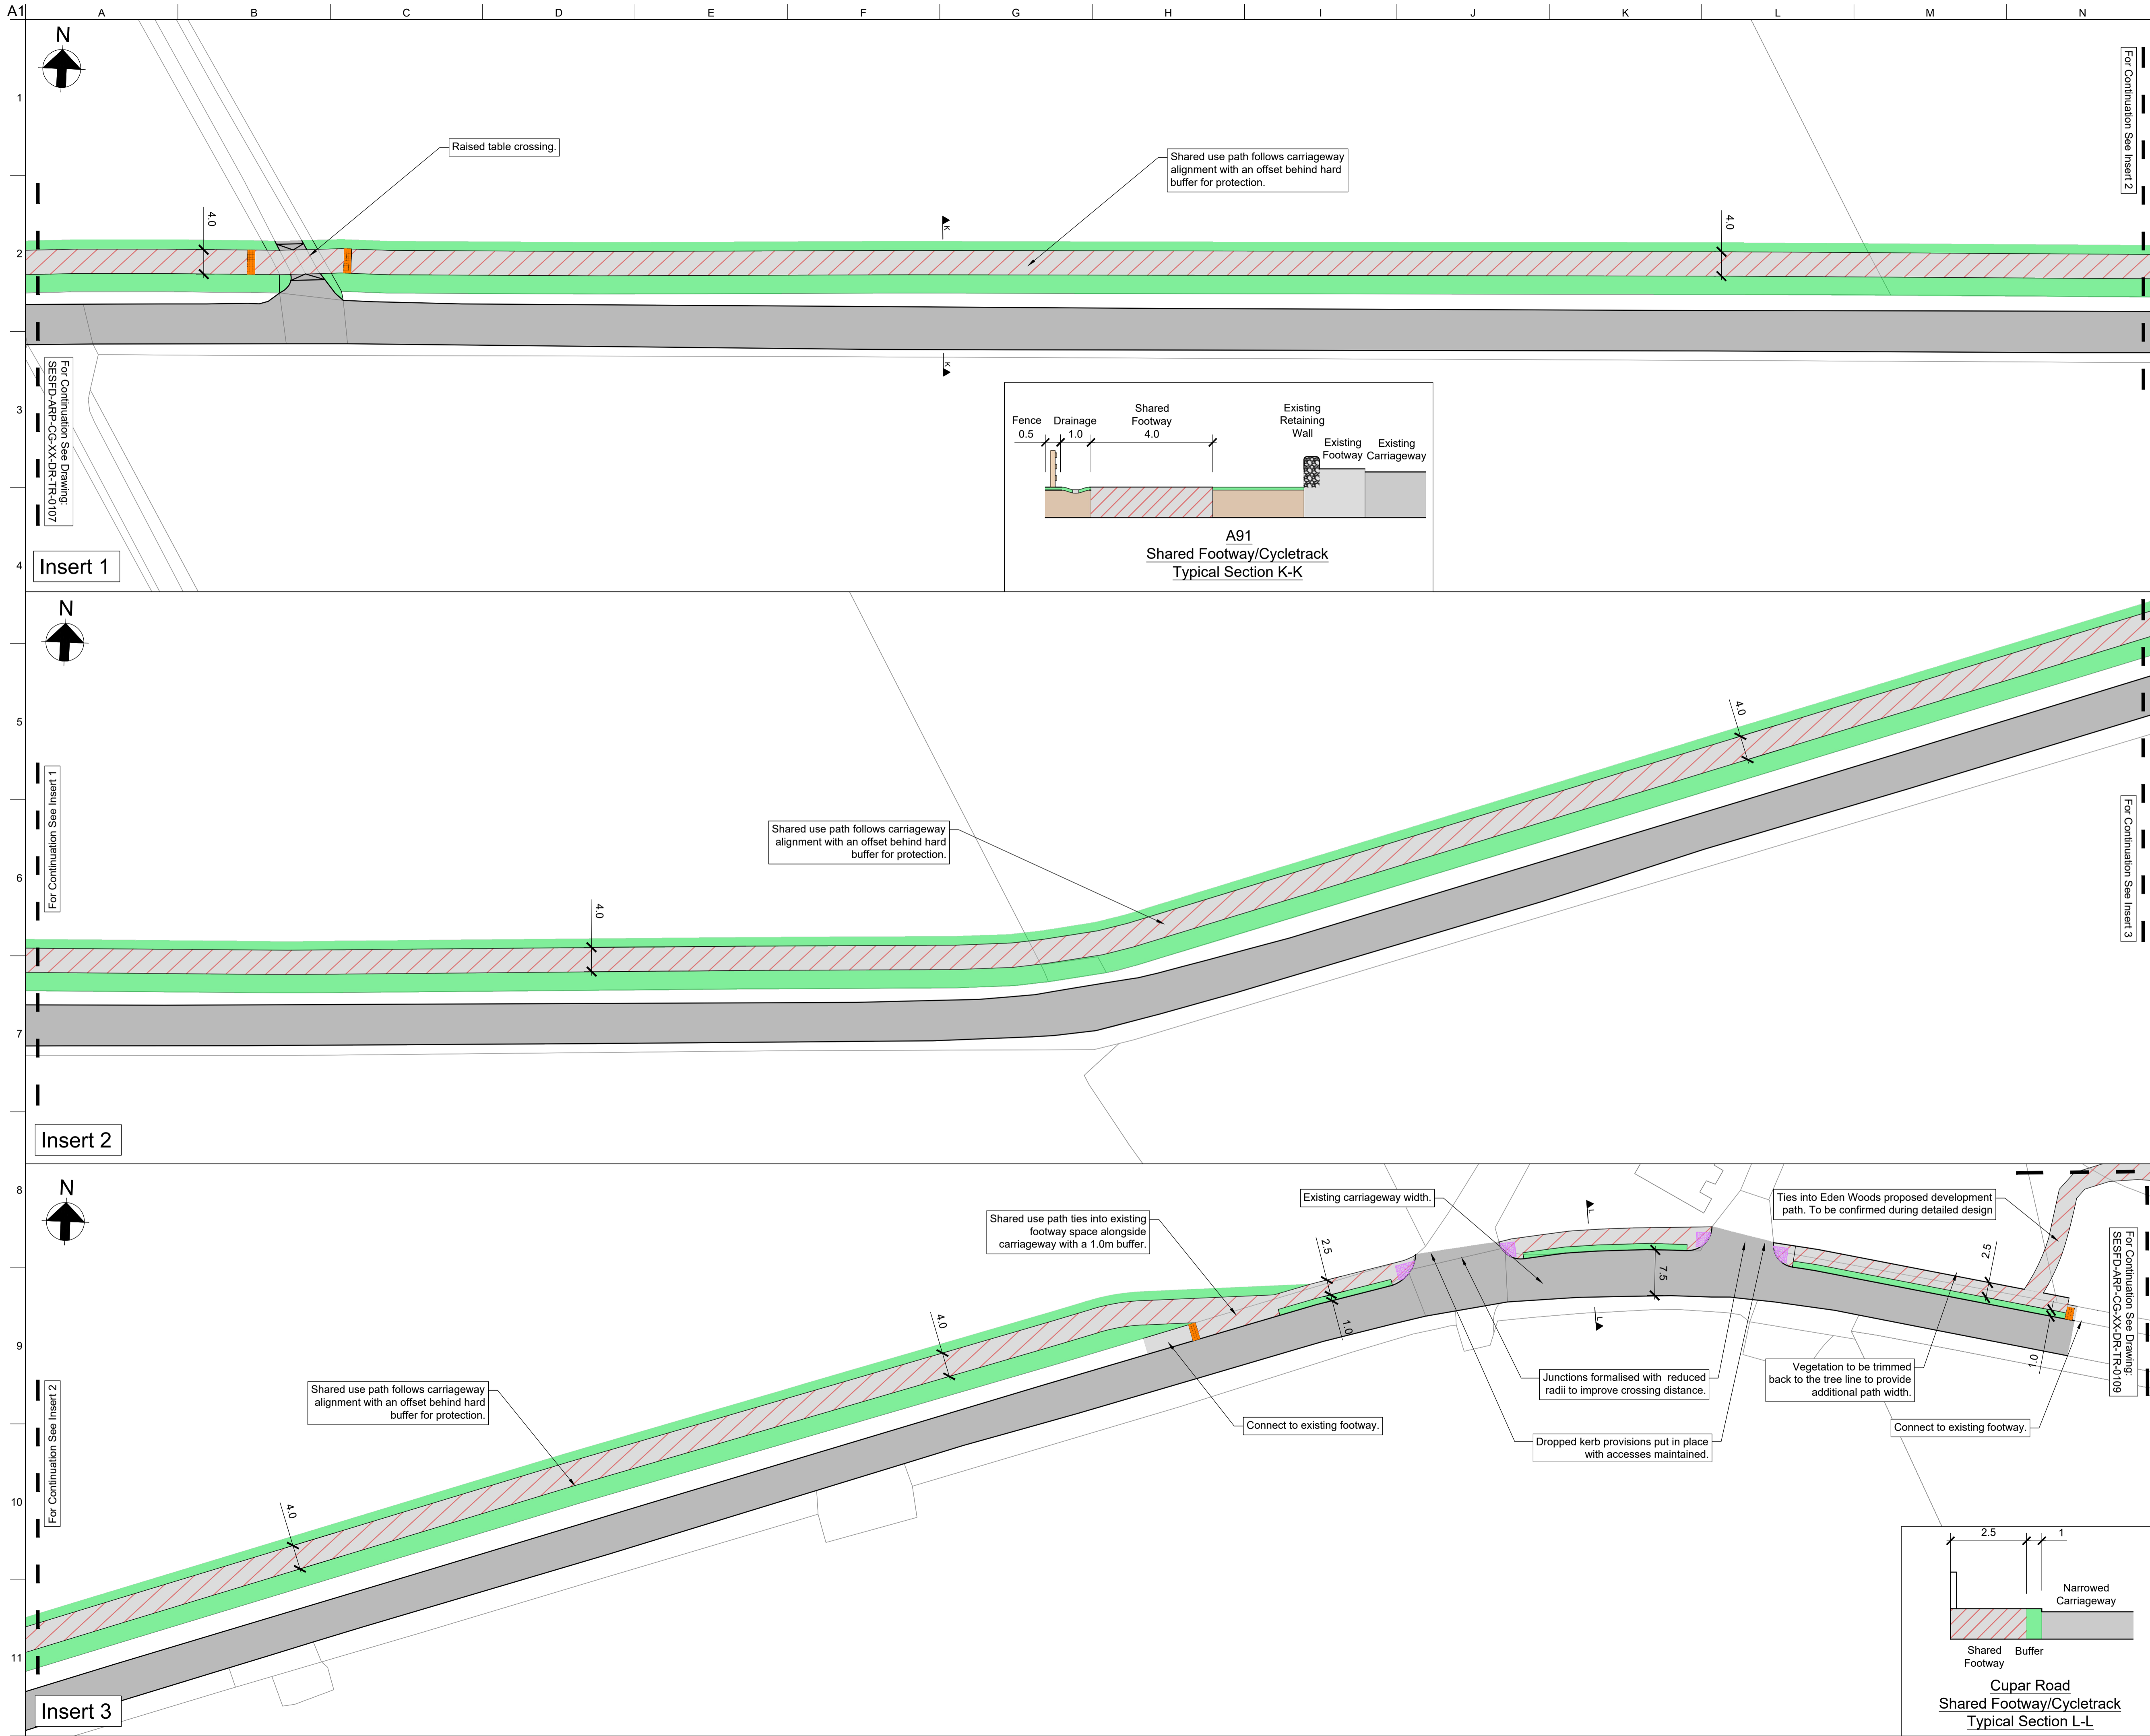 A1
A
B
C
D
E
F
G
H
I
J
K
L
M
N
1
2
3
4
5
6
7
8
9
10
11
N
Raised table crossing.
Shared use path follows carriageway
alignment with an offset behind hard
buffer for protection.
For Continuation See Insert 2
4.0
K
4.0
K
For Continuation See Drawing:
SESFD-ARP-CG-XX-DR-TR-0107
Fence
0.5
Drainage
1.0
Shared
Footway
4.0
Existing
Retaining
Wall
Existing
Footway
Existing
Carriageway
A91
Shared Footway/Cycletrack
Typical Section K-K
Insert 1
N
For Continuation See Insert 1
4.0
Shared use path follows carriageway
alignment with an offset behind hard
buffer for protection.
4.0
For Continuation See Insert 3
Insert 2
N
Shared use path ties into existing
footway space alongside
carriageway with a 1.0m buffer.
Existing carriageway width.
L
Ties into Eden Woods proposed development
path. To be confirmed during detailed design
2.5
7.5
2.5
1.0
L
1.0
4.0
For Continuation See Drawing:
SESFD-ARP-CG-XX-DR-TR-0109
Shared use path follows carriageway
alignment with an offset behind hard
buffer for protection.
Junctions formalised with reduced
radii to improve crossing distance.
Vegetation to be trimmed
back to the tree line to provide
additional path width.
Connect to existing footway.
Connect to existing footway.
Dropped kerb provisions put in place
with accesses maintained.
For Continuation See Insert 2
4.0
2.5
1
Narrowed
Carriageway
Shared
Footway
Buffer
Cupar Road
Shared Footway/Cycletrack
Typical Section L-L
Insert 3